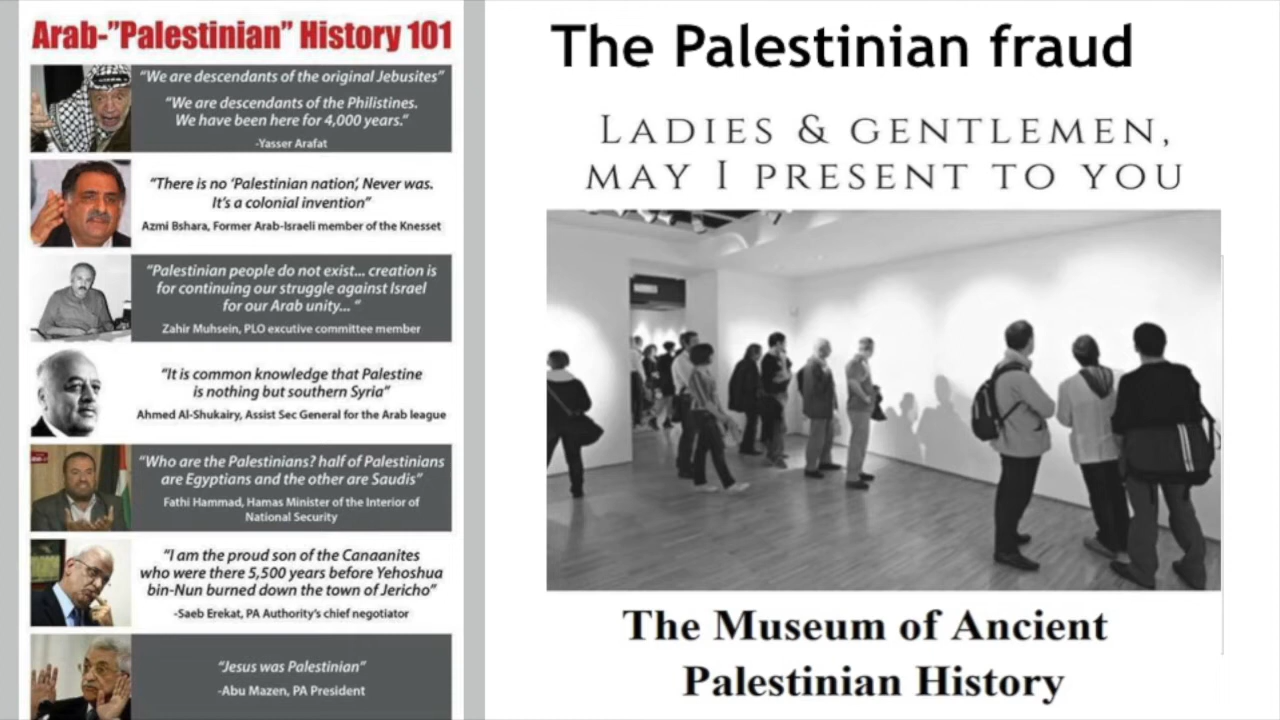 Arab-"Palestinian" History 101
"We are descendants of the original Jebusites"
"We are descendants of the Philistines.
We have been here for 4,000 years."
-Yasser Arafat
"There is no 'Palestinian nation', Never was.
It's a colonial invention"
Azmi Bshara, Former Arab-Israeli member of the Knesset
"Palestinian people do not exist... creation is
for continuing our struggle against Israel
for our Arab unity... "
Zahir Muhsein, PLO excutive committee member
"It is common knowledge that Palestine
is nothing but southern Syria"
Ahmed Al-Shukairy, Assist Sec General for the Arab league
"Who are the Palestinians? half of Palestinians
are Egyptians and the other are Saudis"
Fathi Hammad, Hamas Minister of the Interior of
National Security
"I am the proud son of the Canaanites
who were there 5,500 years before Yehoshua
bin-Nun burned down the town of Jericho"
-Saeb Erekat, PA Authority's chief negotiator
"Jesus was Palestinian"
-Abu Mazen, PA President
The Palestinian fraud
LADIES & GENTLEMEN,
MAY I PRESENT TO YOU
The Museum of Ancient
Palestinian History